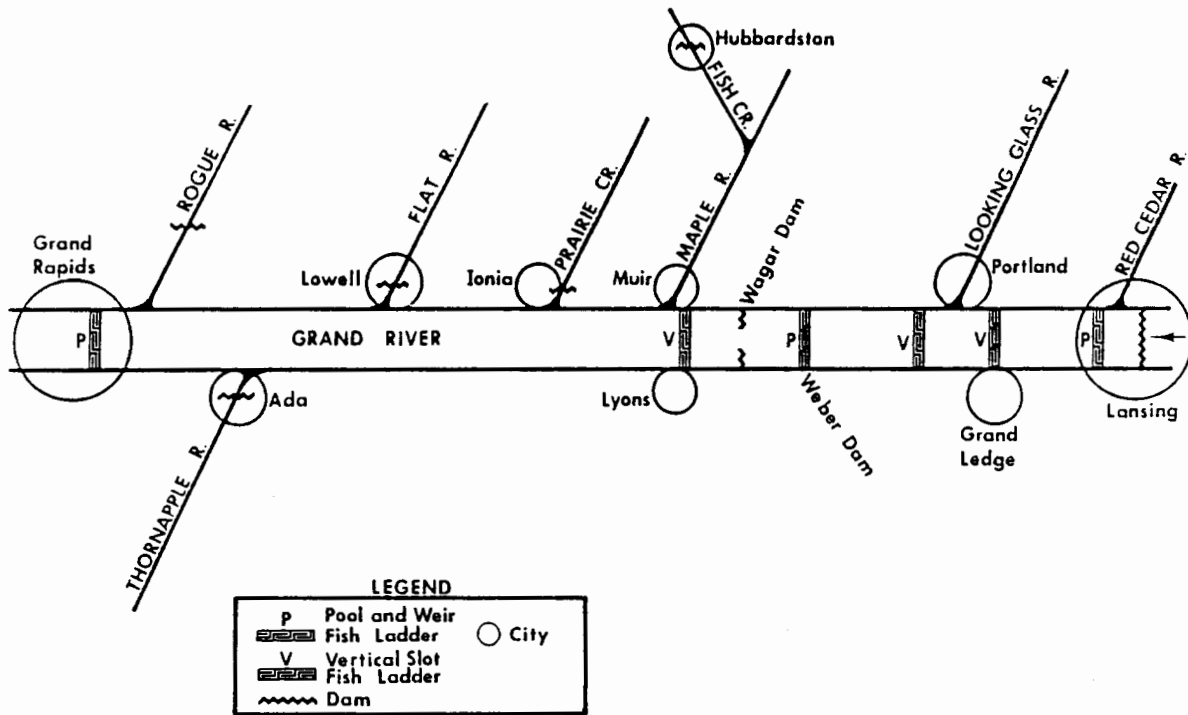 Hubbardston
FISH CR.
ROGUE R.
FLAT R.
PRAIRIE CR.
MAPLE R.
Wagar Dam
LOOKING GLASS R.
RED CEDAR R.
Grand
Rapids
Lowell
Ionia
Muir
Portland
P
GRAND RIVER
V
P
V
V
P
Ada
Lyons
Weber Dam
Grand
Ledge
Lansing
THORNAPPLE R.
LEGEND
P Pool and Weir
Fish Ladder
City
V Vertical Slot
Fish Ladder
Dam